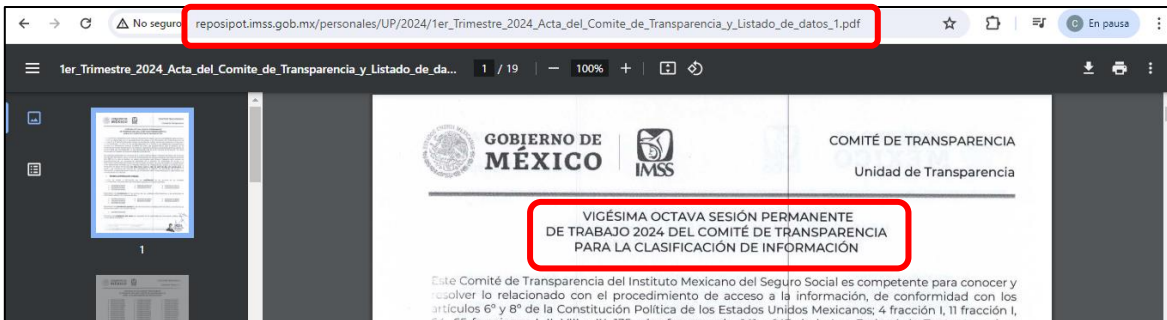 No seguro reposipot.imss.gob.mx/personales/UP/2024/1er_Trimestre_2024_Acta_del_Comite_de_Transparencia_y_Listado_de_datos_1.pdf C En pausa
1er_Trimestre_2024_Acta_del_Comite_de_Transparencia_y_Listado_de_da... 1 / 19 — 100% +
GOBIERNO DE
MÉXICO
IMSS
COMITÉ DE TRANSPARENCIA
Unidad de Transparencia
VIGÉSIMA OCTAVA SESIÓN PERMANENTE
DE TRABAJO 2024 DEL COMITÉ DE TRANSPARENCIA
PARA LA CLASIFICACIÓN DE INFORMACIÓN
Este Comité de Transparencia del Instituto Mexicano del Seguro Social es competente para conocer y
resolver lo relacionado con el procedimiento de acceso a la información, de conformidad con los
artículos 6º y 8º de la Constitución Política de los Estados Unidos Mexicanos; 4 fracción I, 11 fracción I,
1